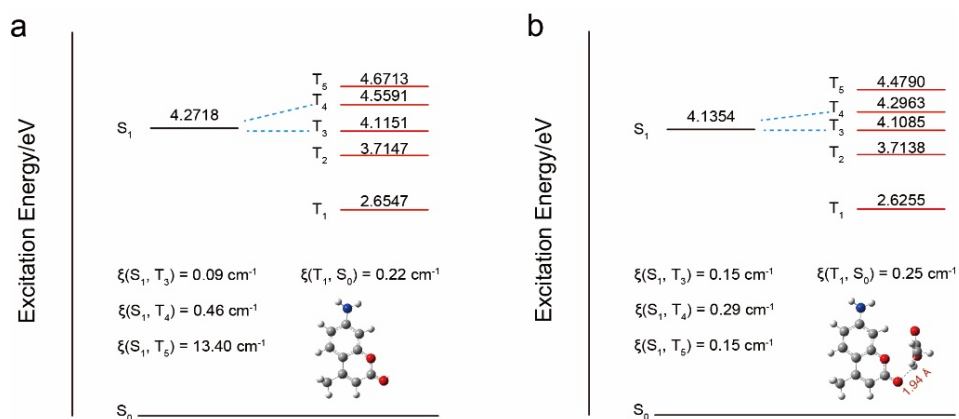 a
Excitation Energy/eV
T5 4.6713
T4 4.5591
S1 4.2718
T3 4.1151
T2 3.7147
T1 2.6547
ξ(S1, T3) = 0.09 cm-1
ξ(T1, S0) = 0.22 cm-1
ξ(S1, T4) = 0.46 cm-1
ξ(S1, T5) = 13.40 cm-1
S0
b
Excitation Energy/eV
T5 4.4790
T4 4.2963
S1 4.1354
T3 4.1085
T2 3.7138
T1 2.6255
ξ(S1, T3) = 0.15 cm-1
ξ(T1, S0) = 0.25 cm-1
ξ(S1, T4) = 0.29 cm-1
ξ(S1, T5) = 0.15 cm-1
1.94 Å
S0